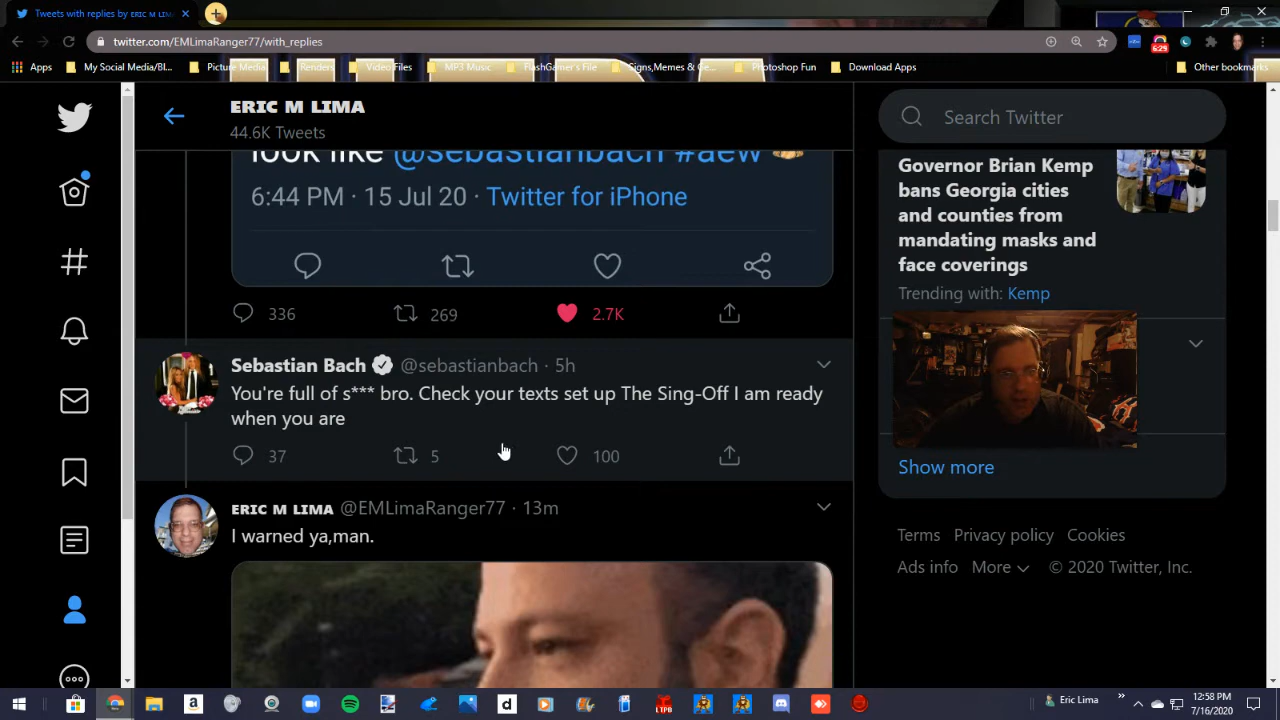 Tweets with replies by ERIC M LIM
twitter.com/EMLimaRanger77/with_replies
6:29
Apps My Social Media/Bl... Picture Media Renders Video Files MP3 Music FlashGamer's File Signs,Memes & Ge... Photoshop Fun Download Apps Other bookmarks
ERIC M LIMA
44.6K Tweets
Search Twitter
look like @sebastianbach #aew
6:44 PM · 15 Jul 20 · Twitter for iPhone
336 269 2.7K
Sebastian Bach @sebastianbach · 5h
You're full of s*** bro. Check your texts set up The Sing-Off I am ready
when you are
37 5 100
ERIC M LIMA @EMLimaRanger77 · 13m
I warned ya,man.
Governor Brian Kemp
bans Georgia cities
and counties from
mandating masks and
face coverings
Trending with: Kemp
Show more
Terms Privacy policy Cookies
Ads info More © 2020 Twitter, Inc.
LTPB
Eric Lima
12:58 PM
7/16/2020